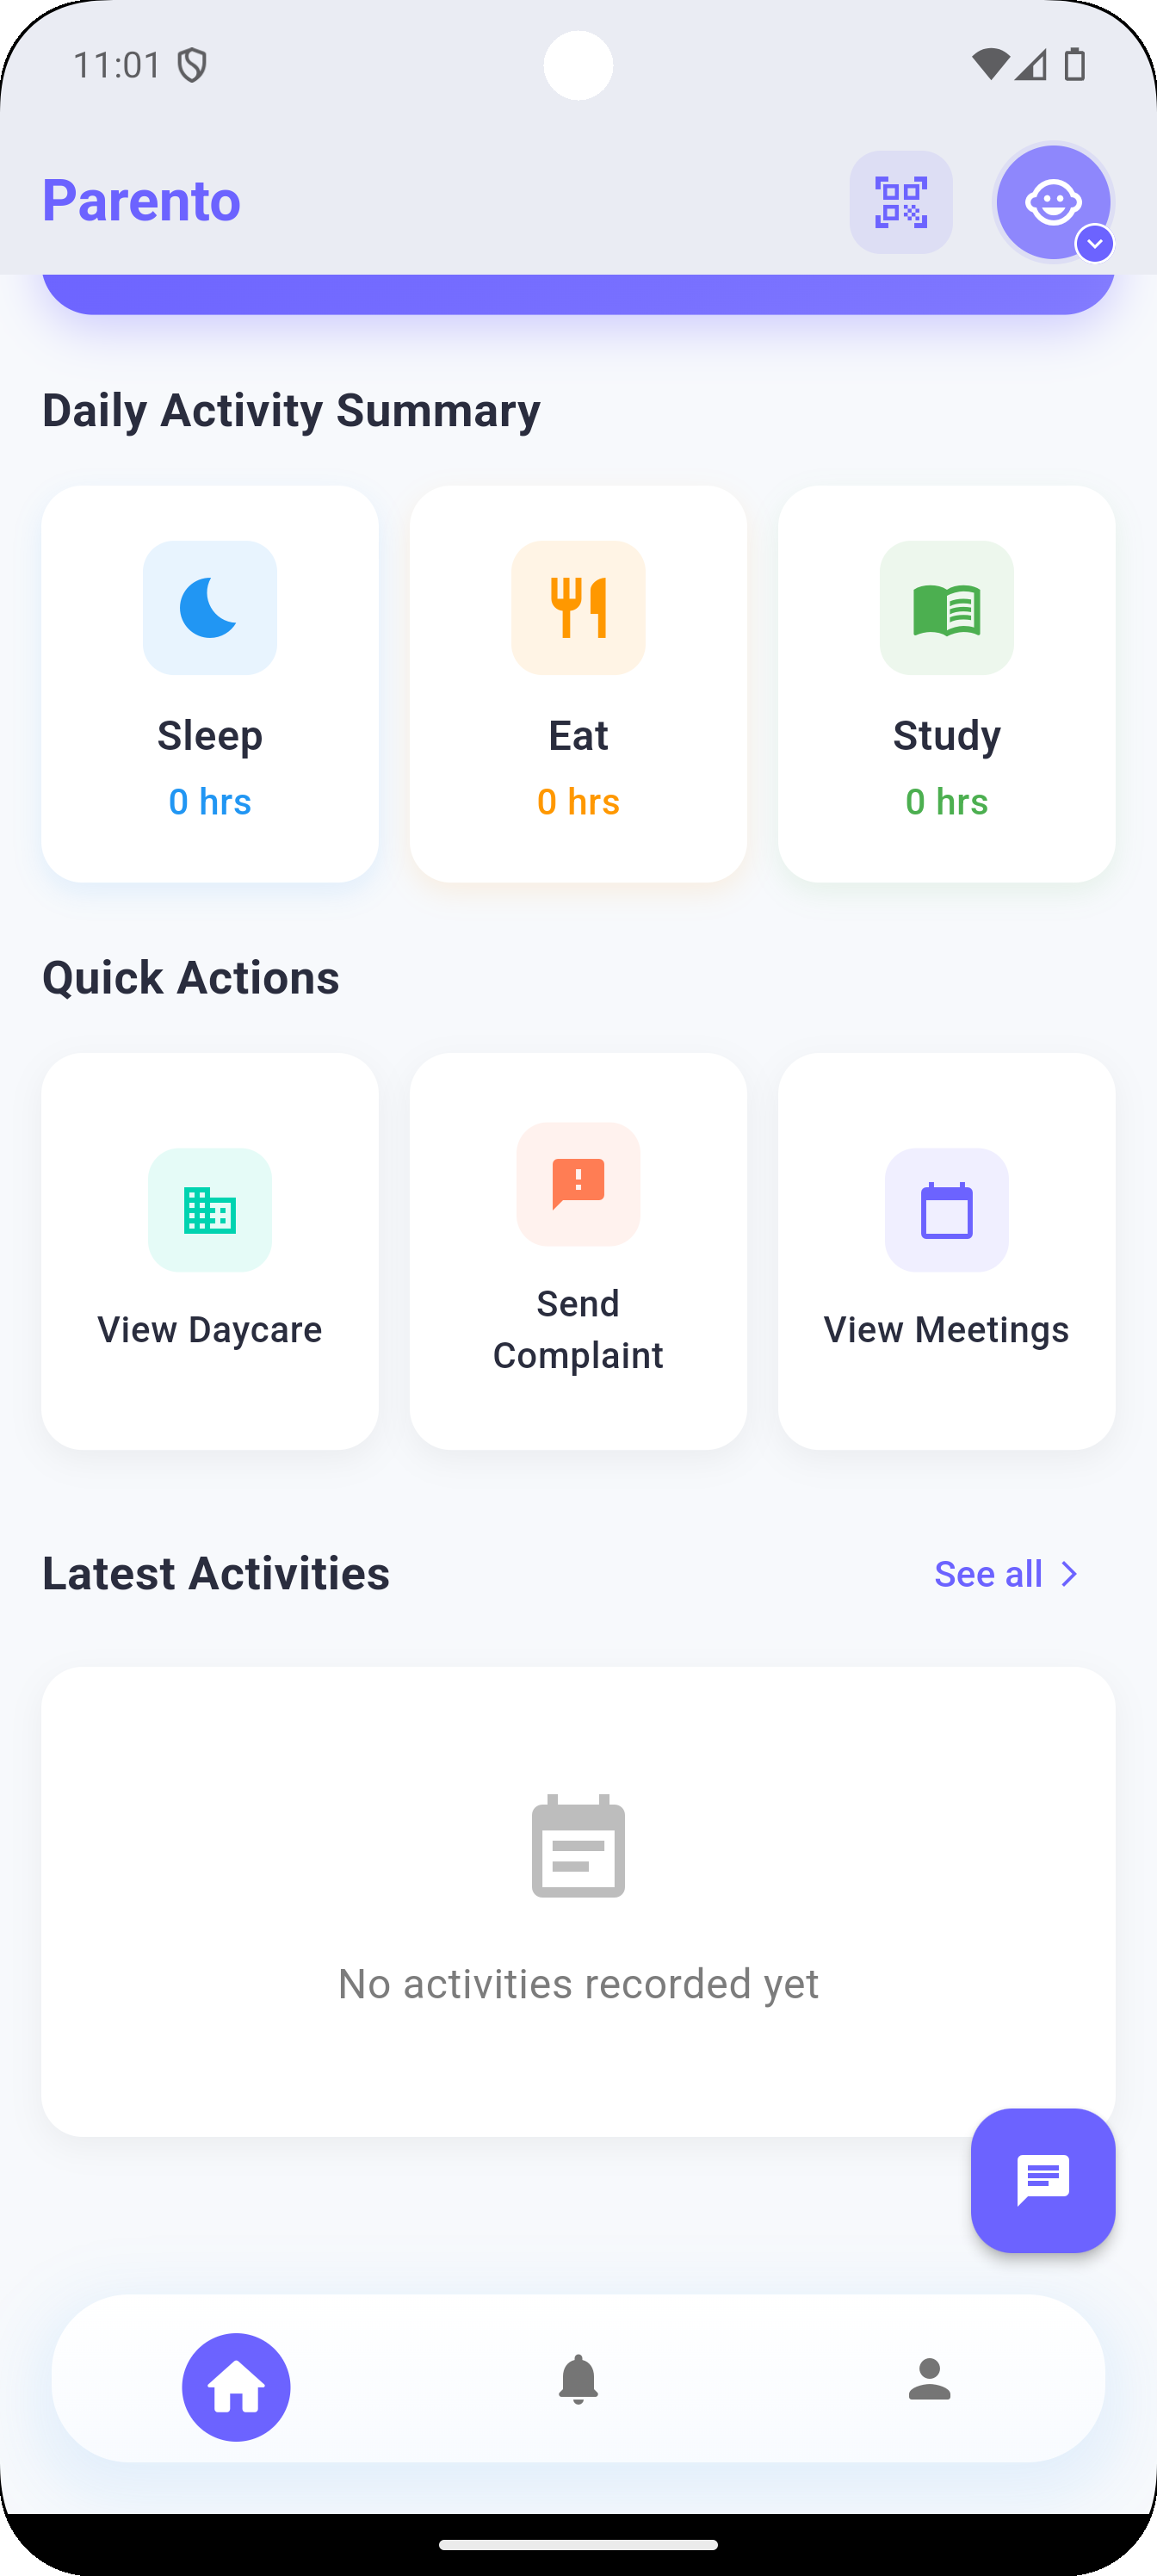 11:01
Parento
Daily Activity Summary
Sleep
Eat
Study
0 hrs
0 hrs
0 hrs
Quick Actions
View Daycare
Send
Complaint
View Meetings
Latest Activities
See all
No activities recorded yet